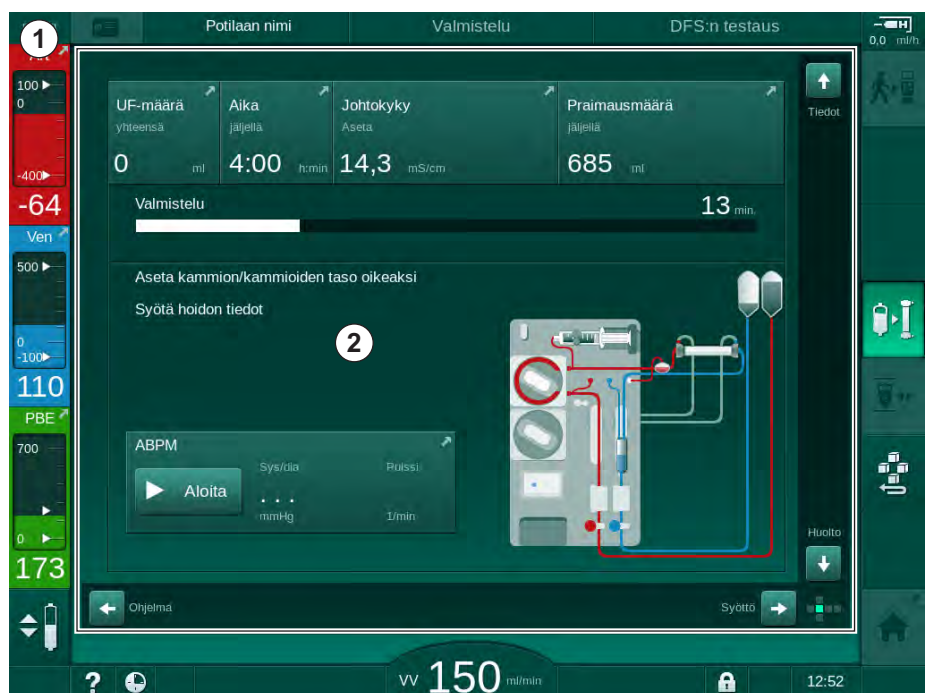 1
Potilaan nimi
Valmistelu
DFS:n testaus
0,0 ml/h
100
0
-400
-64
Ven
500
0
-100
110
PBE
700
0
173
UF-määrä
yhteensä
0 ml
Aika
jäljellä
4:00 h:min
Johtokyky
Aseta
14,3 mS/cm
Praimausmäärä
jäljellä
685 ml
Valmistelu
13 min.
Aseta kammion/kammioiden taso oikeaksi
Syötä hoidon tiedot
2
ABPM
Aloita
Sys/dia
. . .
mmHg
Pulssi
1/min
Tiedot
Huolto
Ohjelma
Syöttö
? VV 150 ml/min 12:52